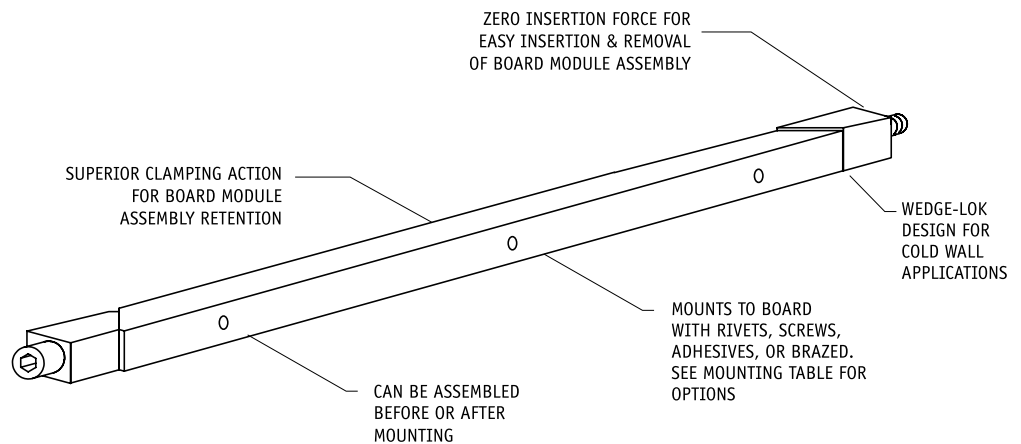 ZERO INSERTION FORCE FOR
EASY INSERTION & REMOVAL
OF BOARD MODULE ASSEMBLY
SUPERIOR CLAMPING ACTION
FOR BOARD MODULE
ASSEMBLY RETENTION
WEDGE-LOK
DESIGN FOR
COLD WALL
APPLICATIONS
MOUNTS TO BOARD
WITH RIVETS, SCREWS,
ADHESIVES, OR BRAZED.
SEE MOUNTING TABLE FOR
OPTIONS
CAN BE ASSEMBLED
BEFORE OR AFTER
MOUNTING